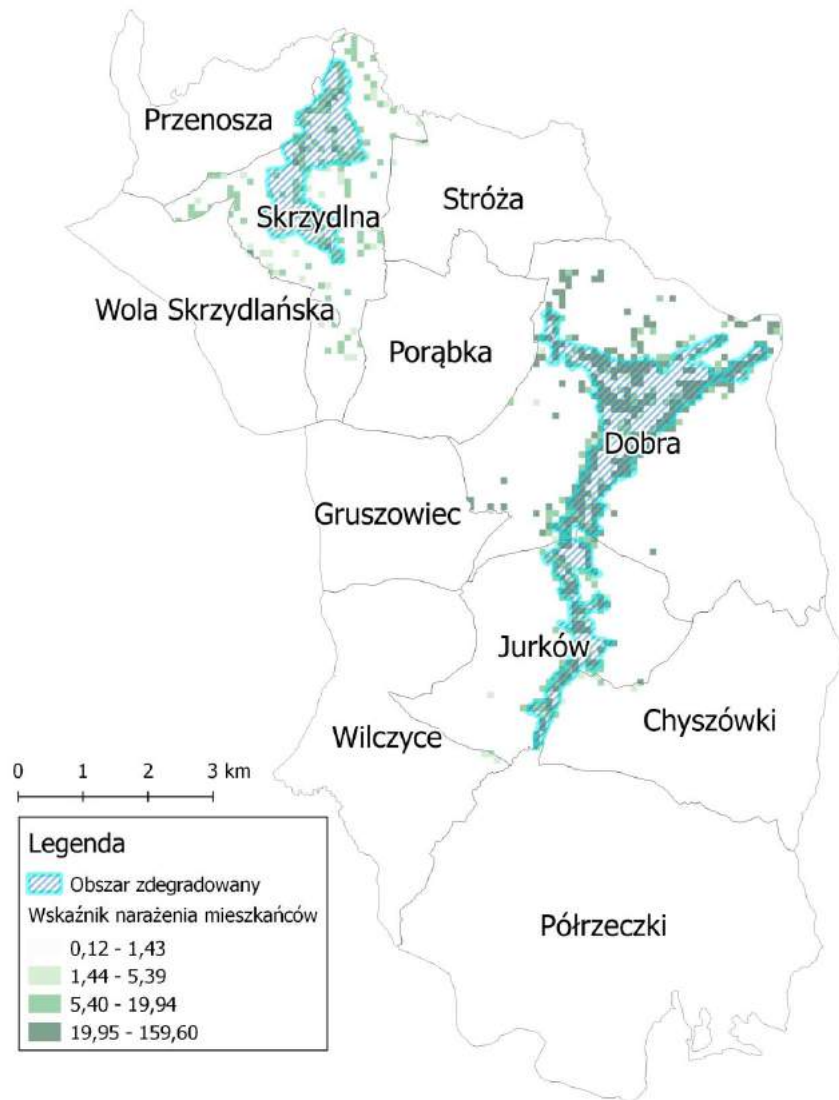 Przenosza
Stróża
Skrzydlna
Wola Skrzydlańska
Porąbka
Dobra
Gruszowiec
Jurków
Chyszówki
Wilczyce
0 1 2 3 km
Legenda
Obszar zdegradowany
Wskaźnik narażenia mieszkańców
0,12 - 1,43
1,44 - 5,39
5,40 - 19,94
19,95 - 159,60
Półrzeczki